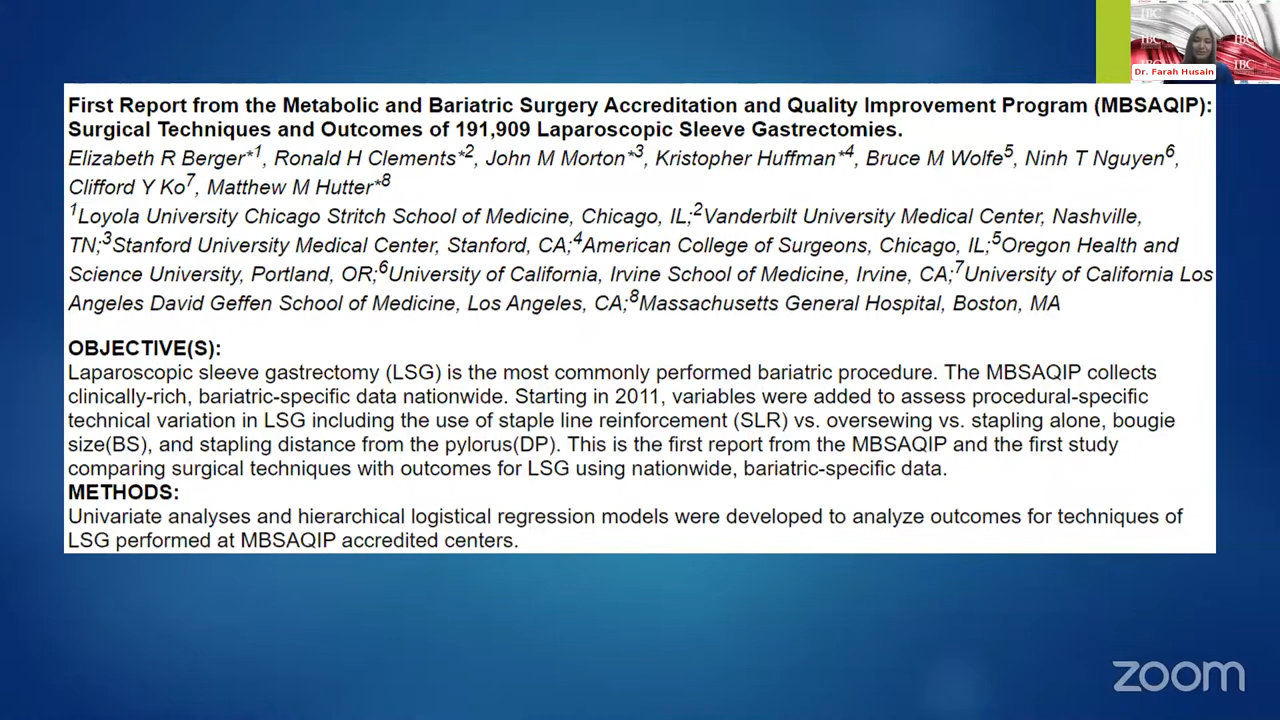 IBC
IBC
IBC
IBC
IBC
Dr. Farah Husain
First Report from the Metabolic and Bariatric Surgery Accreditation and Quality Improvement Program (MBSAQIP):
Surgical Techniques and Outcomes of 191,909 Laparoscopic Sleeve Gastrectomies.
Elizabeth R Berger*1, Ronald H Clements*2, John M Morton*3, Kristopher Huffman*4, Bruce M Wolfe5, Ninh T Nguyen6,
Clifford Y Ko7, Matthew M Hutter*8
1Loyola University Chicago Stritch School of Medicine, Chicago, IL;2Vanderbilt University Medical Center, Nashville,
TN;3Stanford University Medical Center, Stanford, CA;4American College of Surgeons, Chicago, IL;5Oregon Health and
Science University, Portland, OR;6University of California, Irvine School of Medicine, Irvine, CA;7University of California Los
Angeles David Geffen School of Medicine, Los Angeles, CA;8Massachusetts General Hospital, Boston, MA
OBJECTIVE(S):
Laparoscopic sleeve gastrectomy (LSG) is the most commonly performed bariatric procedure. The MBSAQIP collects
clinically-rich, bariatric-specific data nationwide. Starting in 2011, variables were added to assess procedural-specific
technical variation in LSG including the use of staple line reinforcement (SLR) vs. oversewing vs. stapling alone, bougie
size(BS), and stapling distance from the pylorus(DP). This is the first report from the MBSAQIP and the first study
comparing surgical techniques with outcomes for LSG using nationwide, bariatric-specific data.
METHODS:
Univariate analyses and hierarchical logistical regression models were developed to analyze outcomes for techniques of
LSG performed at MBSAQIP accredited centers.
zoom